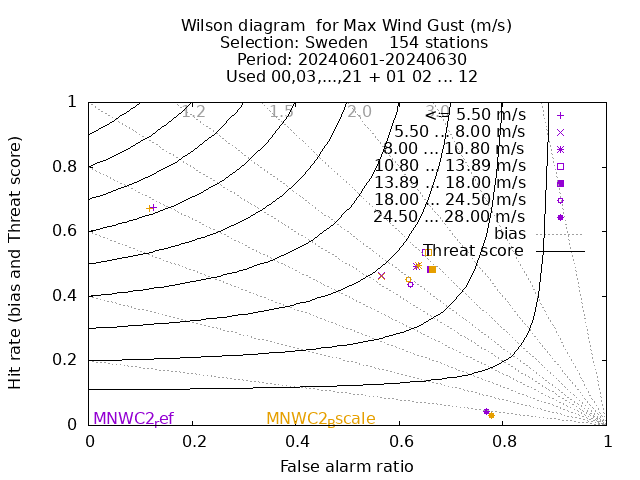 Wilson diagram for Max Wind Gust (m/s)
Selection: Sweden 154 stations
Period: 20240601-20240630
Used 00,03,...,21 + 01 02 ... 12
Hit rate (bias and Threat score)
1
0.8
0.6
0.4
0.2
0
1.2 1.5 2.0 3.0
<= 5.50 m/s
5.50 ... 8.00 m/s
8.00 ... 10.80 m/s
10.80 ... 13.89 m/s
13.89 ... 18.00 m/s
18.00 ... 24.50 m/s
24.50 ... 28.00 m/s
bias
Threat score
MNWC2ref MNWC2Bscale
0 0.2 0.4 0.6 0.8 1
False alarm ratio